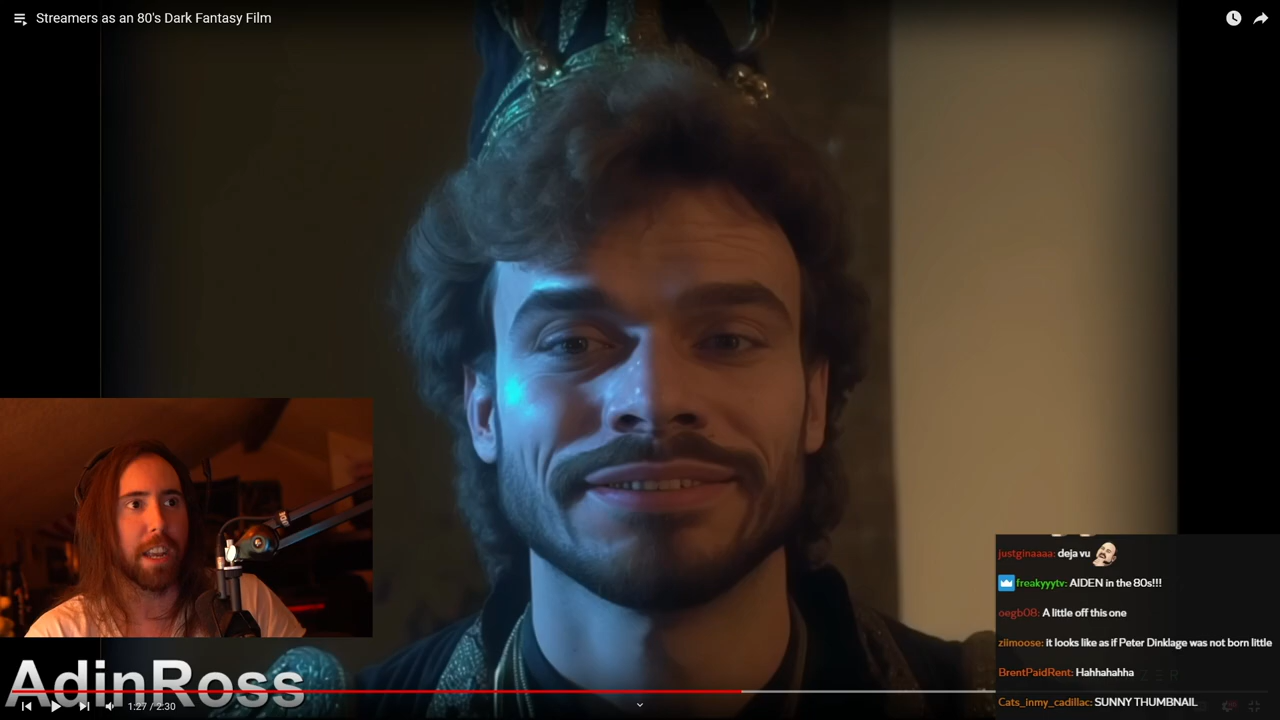 Streamers as an 80's Dark Fantasy Film
justginaaaa: deja vu
freakyyytv: AIDEN in the 80s!!!
oegb08: A little off this one
ziimoose: it looks like as if Peter Dinklage was not born little
BrentPaidRent: Hahhahahha
Cats_inmy_cadillac: SUNNY THUMBNAIL
AdinRoss
1:27 / 2:30